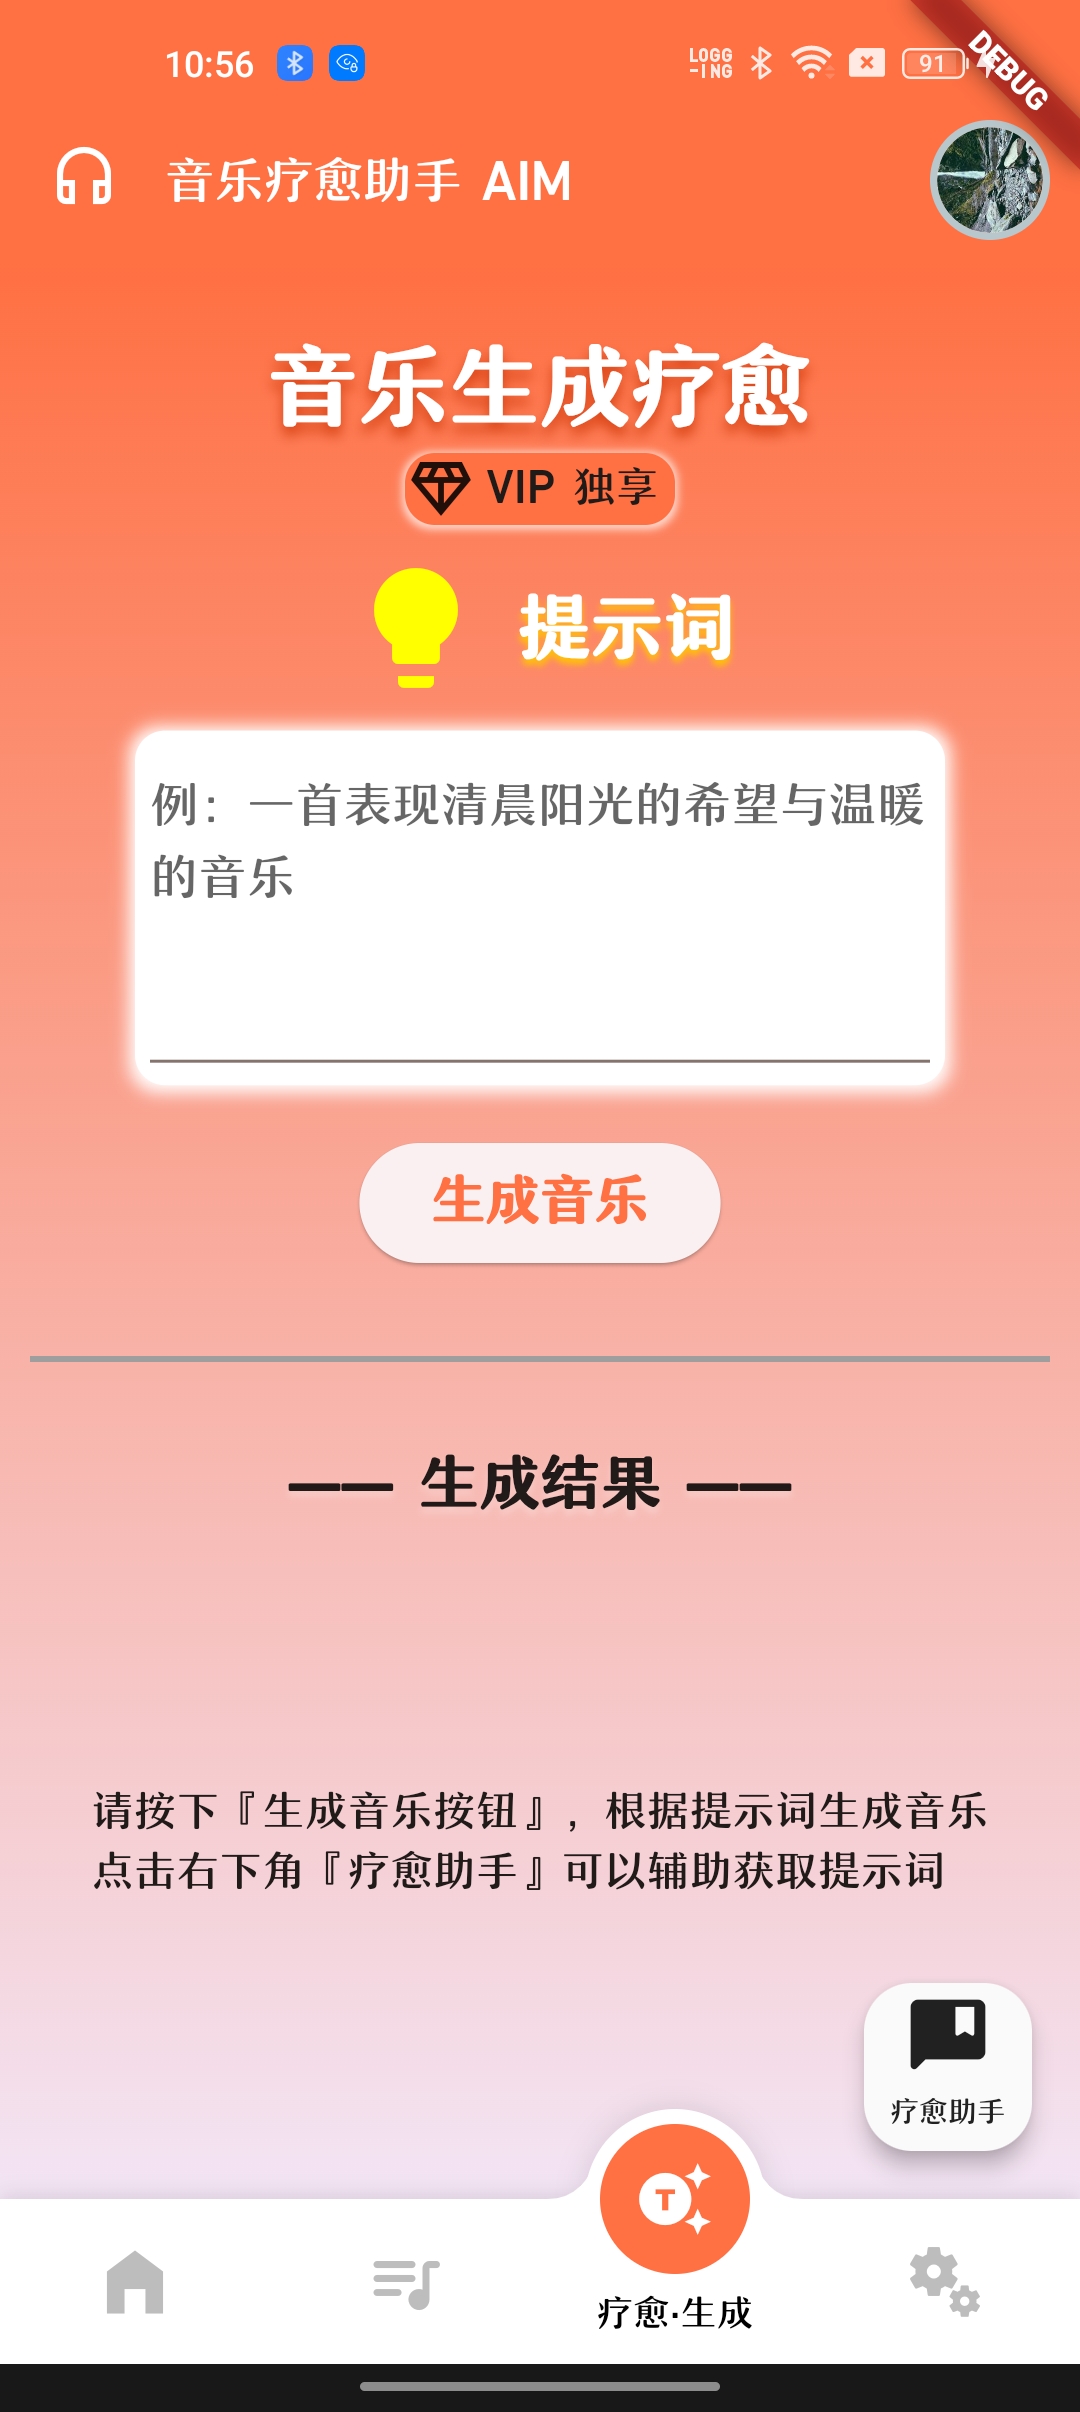 10:56
LOGG
-ING
91
DEBUG
音乐疗愈助手 AIM
音乐生成疗愈
VIP 独享
提示词
例：一首表现清晨阳光的希望与温暖
的音乐
生成音乐
—— 生成结果 ——
请按下『生成音乐按钮』，根据提示词生成音乐
点击右下角『疗愈助手』可以辅助获取提示词
疗愈助手
T
疗愈·生成